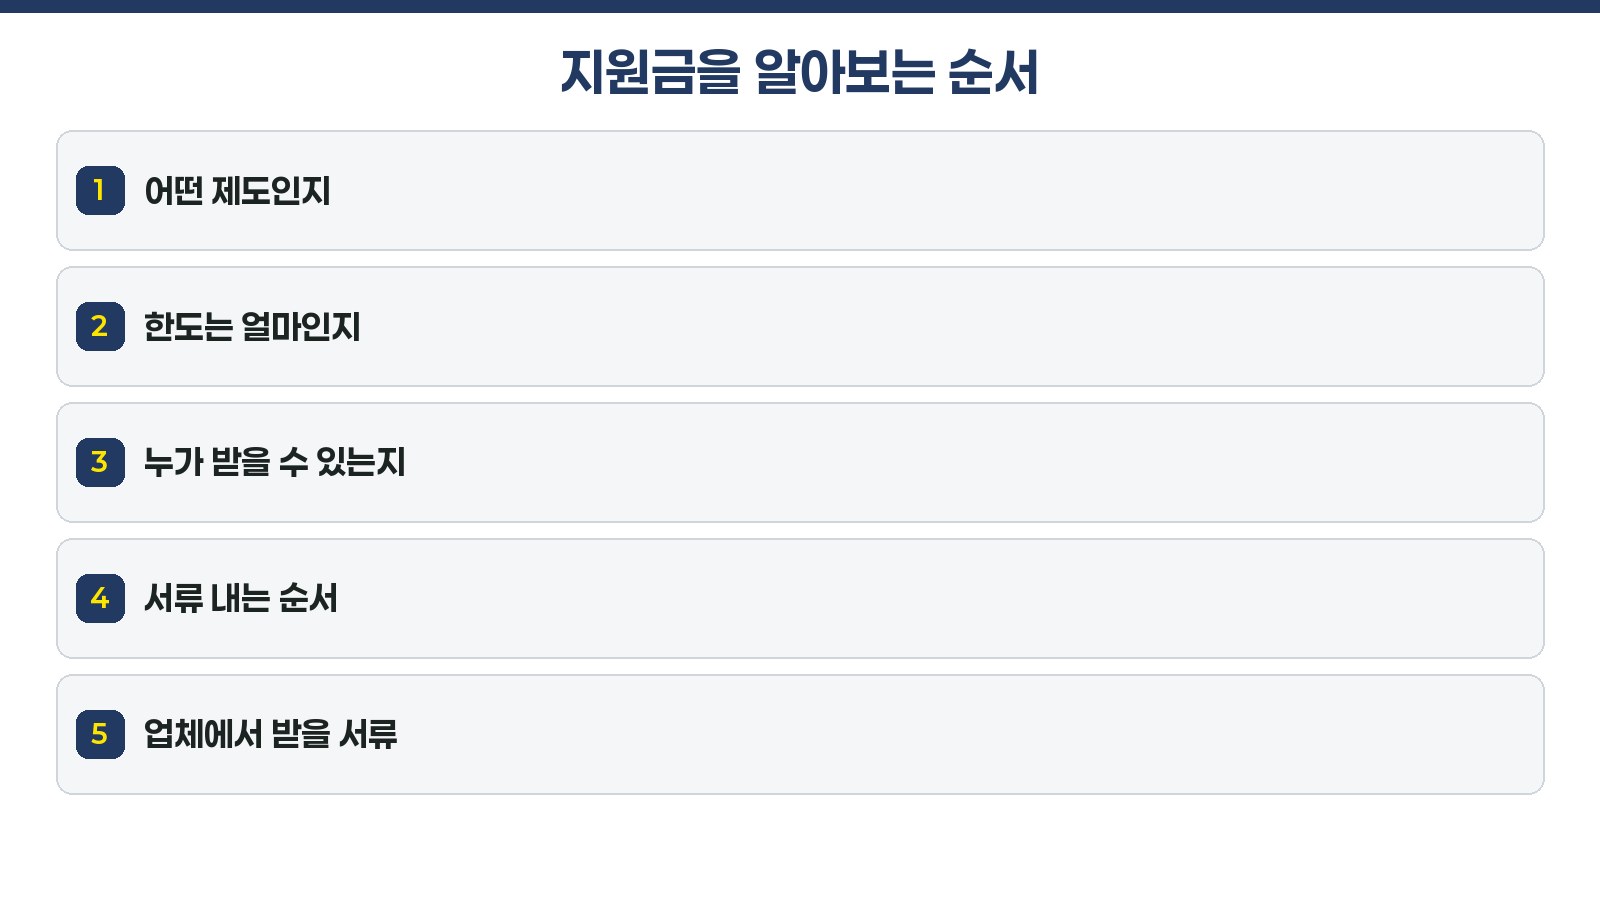 지원금을 알아보는 순서
1 어떤 제도인지
2 한도는 얼마인지
3 누가 받을 수 있는지
4 서류 내는 순서
5 업체에서 받을 서류